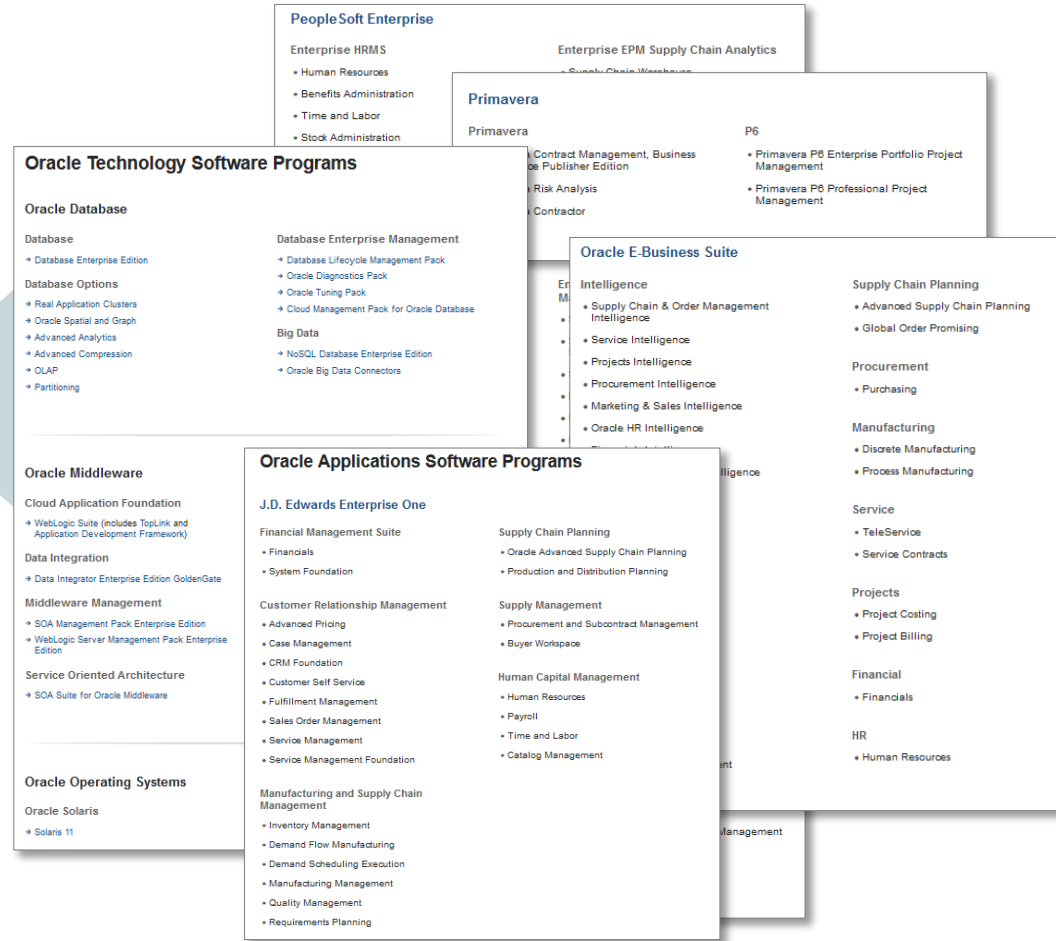 PeopleSoft Enterprise
Enterprise HRMS
• Human Resources
• Benefits Administration
• Time and Labor
• Stock Administration
Enterprise EPM Supply Chain Analytics
• Supply Chain Warehouse
Primavera
Primavera
Contract Management, Business
Publisher Edition
Risk Analysis
Contractor
P6
• Primavera P6 Enterprise Portfolio Project
Management
• Primavera P6 Professional Project
Management
Oracle Technology Software Programs
Oracle Database
Database
→ Database Enterprise Edition
Database Options
→ Real Application Clusters
→ Oracle Spatial and Graph
→ Advanced Analytics
→ Advanced Compression
→ OLAP
→ Partitioning
Database Enterprise Management
→ Database Lifecycle Management Pack
→ Oracle Diagnostics Pack
→ Oracle Tuning Pack
→ Cloud Management Pack for Oracle Database
Big Data
→ NoSQL Database Enterprise Edition
→ Oracle Big Data Connectors
Oracle Middleware
Cloud Application Foundation
→ WebLogic Suite (includes TopLink and
Application Development Framework)
Data Integration
→ Data Integrator Enterprise Edition GoldenGate
Middleware Management
→ SOA Management Pack Enterprise Edition
→ WebLogic Server Management Pack Enterprise
Edition
Service Oriented Architecture
→ SOA Suite for Oracle Middleware
Oracle Operating Systems
Oracle Solaris
→ Solaris 11
Oracle E-Business Suite
Intelligence
• Supply Chain & Order Management
Intelligence
• Service Intelligence
• Projects Intelligence
• Procurement Intelligence
• Marketing & Sales Intelligence
• Oracle HR Intelligence
Supply Chain Planning
• Advanced Supply Chain Planning
• Global Order Promising
Procurement
• Purchasing
Manufacturing
• Discrete Manufacturing
• Process Manufacturing
Service
• TeleService
• Service Contracts
Projects
• Project Costing
• Project Billing
Financial
• Financials
HR
• Human Resources
Oracle Applications Software Programs
J.D. Edwards Enterprise One
Financial Management Suite
• Financials
• System Foundation
Customer Relationship Management
• Advanced Pricing
• Case Management
• CRM Foundation
• Customer Self Service
• Fulfillment Management
• Sales Order Management
• Service Management
• Service Management Foundation
Manufacturing and Supply Chain
Management
• Inventory Management
• Demand Flow Manufacturing
• Demand Scheduling Execution
• Manufacturing Management
• Quality Management
• Requirements Planning
Supply Chain Planning
• Oracle Advanced Supply Chain Planning
• Production and Distribution Planning
Supply Management
• Procurement and Subcontract Management
• Buyer Workspace
Human Capital Management
• Human Resources
• Payroll
• Time and Labor
• Catalog Management
Management